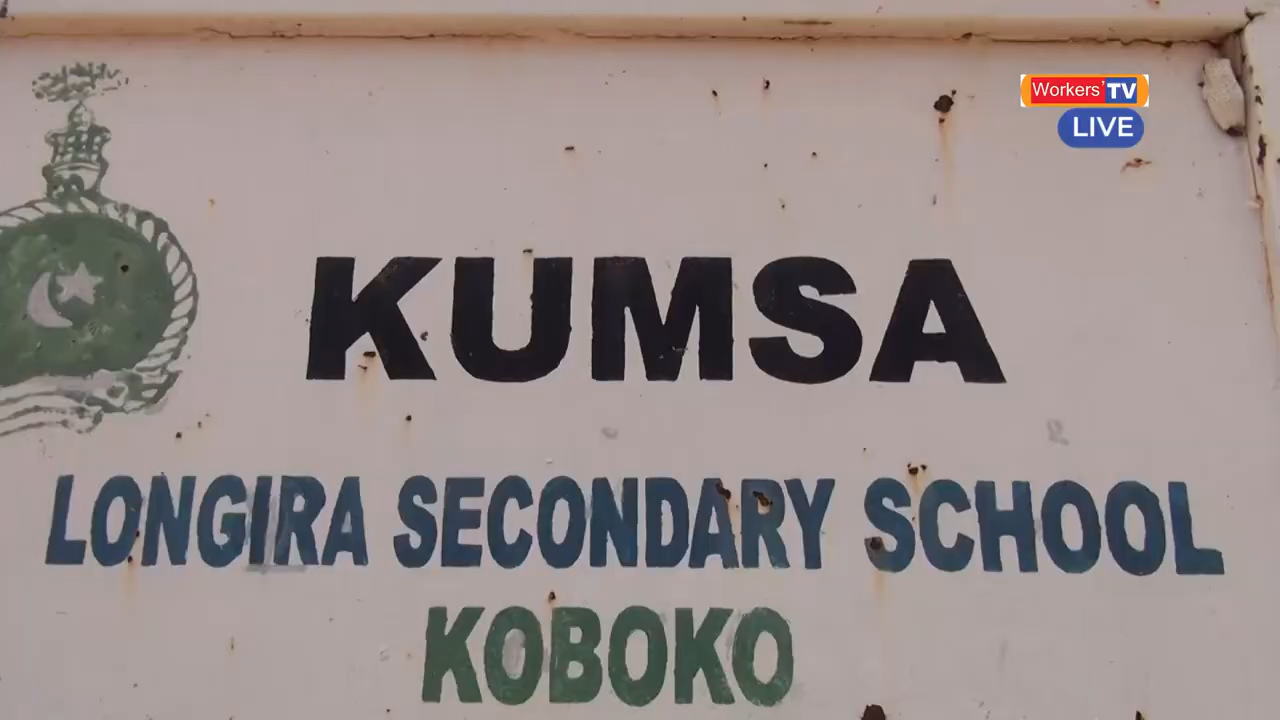 Workers' TV
LIVE
KUMSA
LONGIRA SECONDARY SCHOOL
KOBOKO